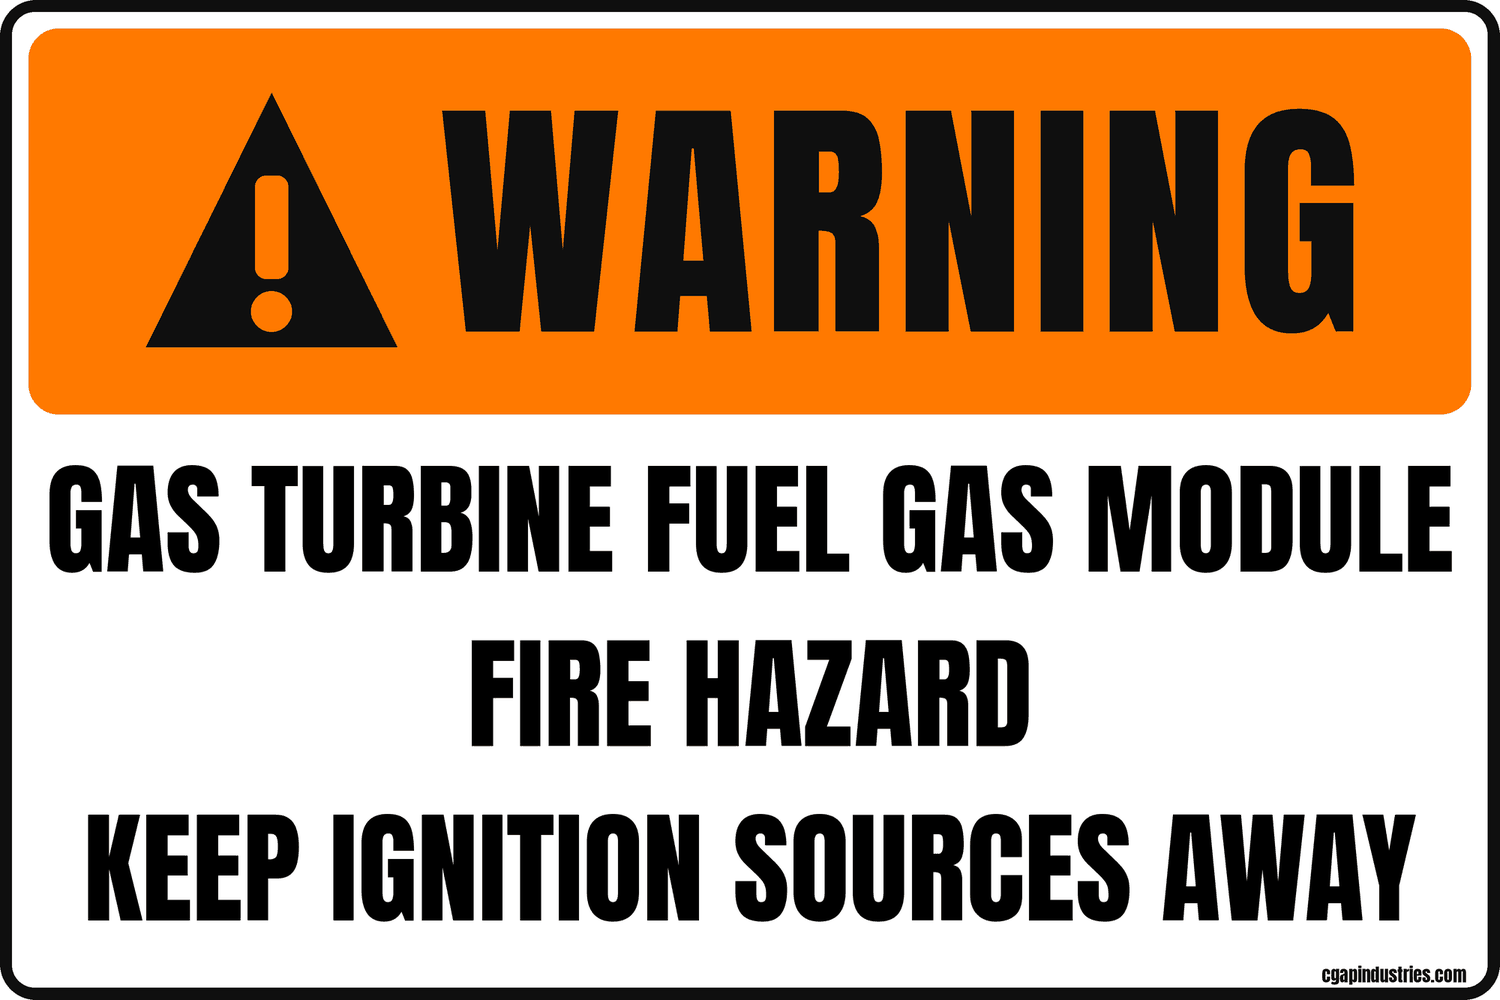 WARNING
GAS TURBINE FUEL GAS MODULE
FIRE HAZARD
KEEP IGNITION SOURCES AWAY
cgapindustries.com